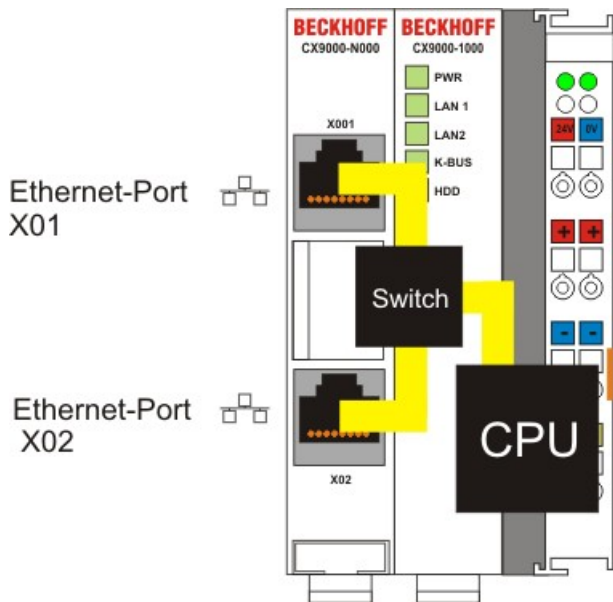 BECKHOFF
CX9000-N000
BECKHOFF
CX9000-1000
PWR
LAN 1
LAN2
K-BUS
HDD
X001
24V
0V
Ethernet-Port
X01
+
+
Switch
-
-
Ethernet-Port
X02
CPU
X02